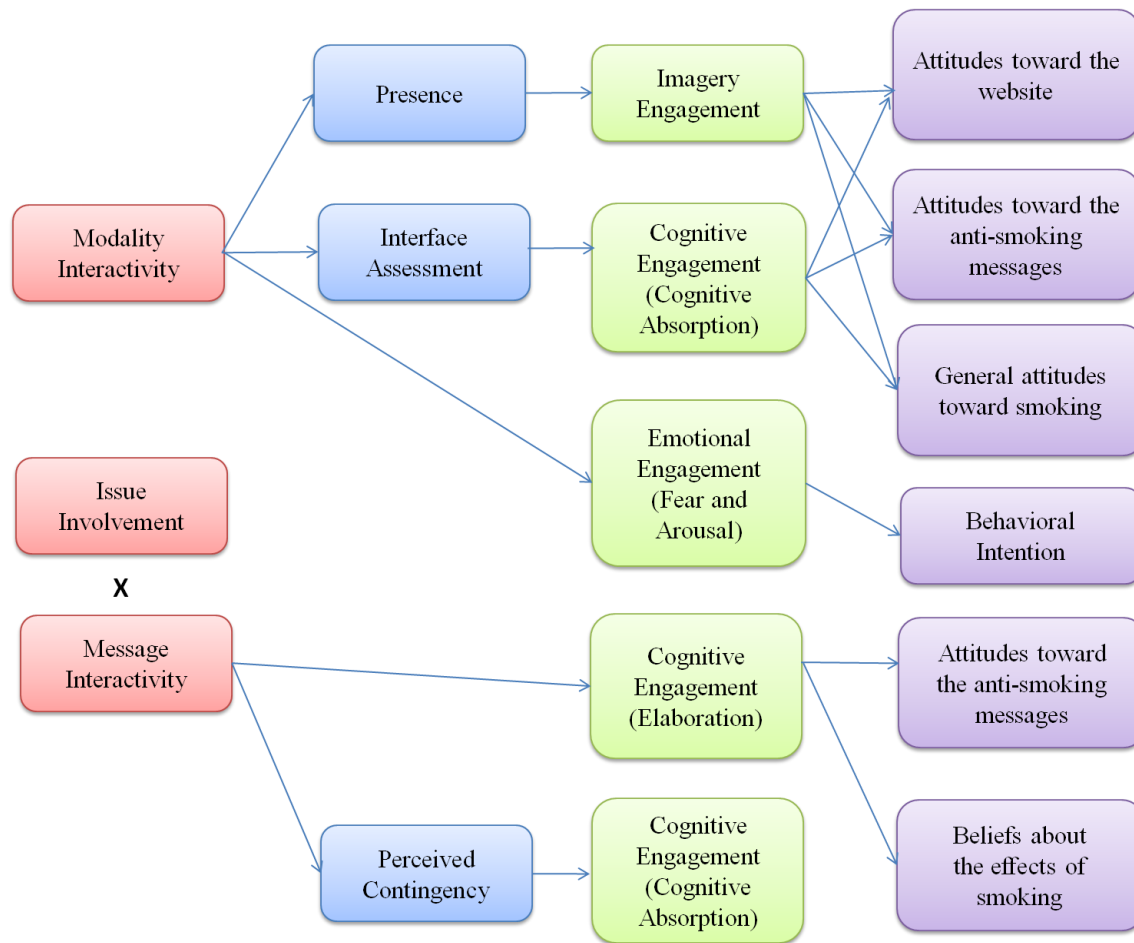 Presence
Imagery
Engagement
Attitudes toward the
website
Modality
Interactivity
Interface
Assessment
Cognitive
Engagement
(Cognitive
Absorption)
Attitudes toward the
anti-smoking
messages
General attitudes
toward smoking
Issue
Involvement
Emotional
Engagement
(Fear and
Arousal)
Behavioral
Intention
X
Message
Interactivity
Cognitive
Engagement
(Elaboration)
Attitudes toward
the anti-smoking
messages
Perceived
Contingency
Cognitive
Engagement
(Cognitive
Absorption)
Beliefs about
the effects of
smoking